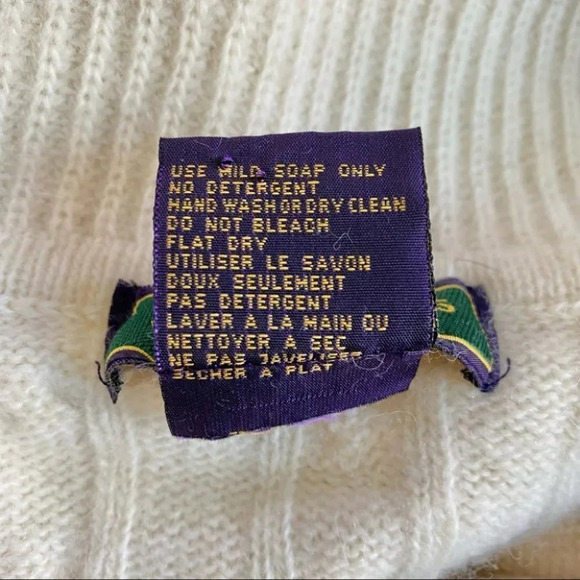 USE MILD SOAP ONLY
NO DETERGENT
HAND WASH OR DRY CLEAN
DO NOT BLEACH
FLAT DRY
UTILISER LE SAVON
DOUX SEULEMENT
PAS DETERGENT
LAVER A LA MAIN OU
NETTOYER A SEC
NE PAS JAVELISER
SECHER A PLAT